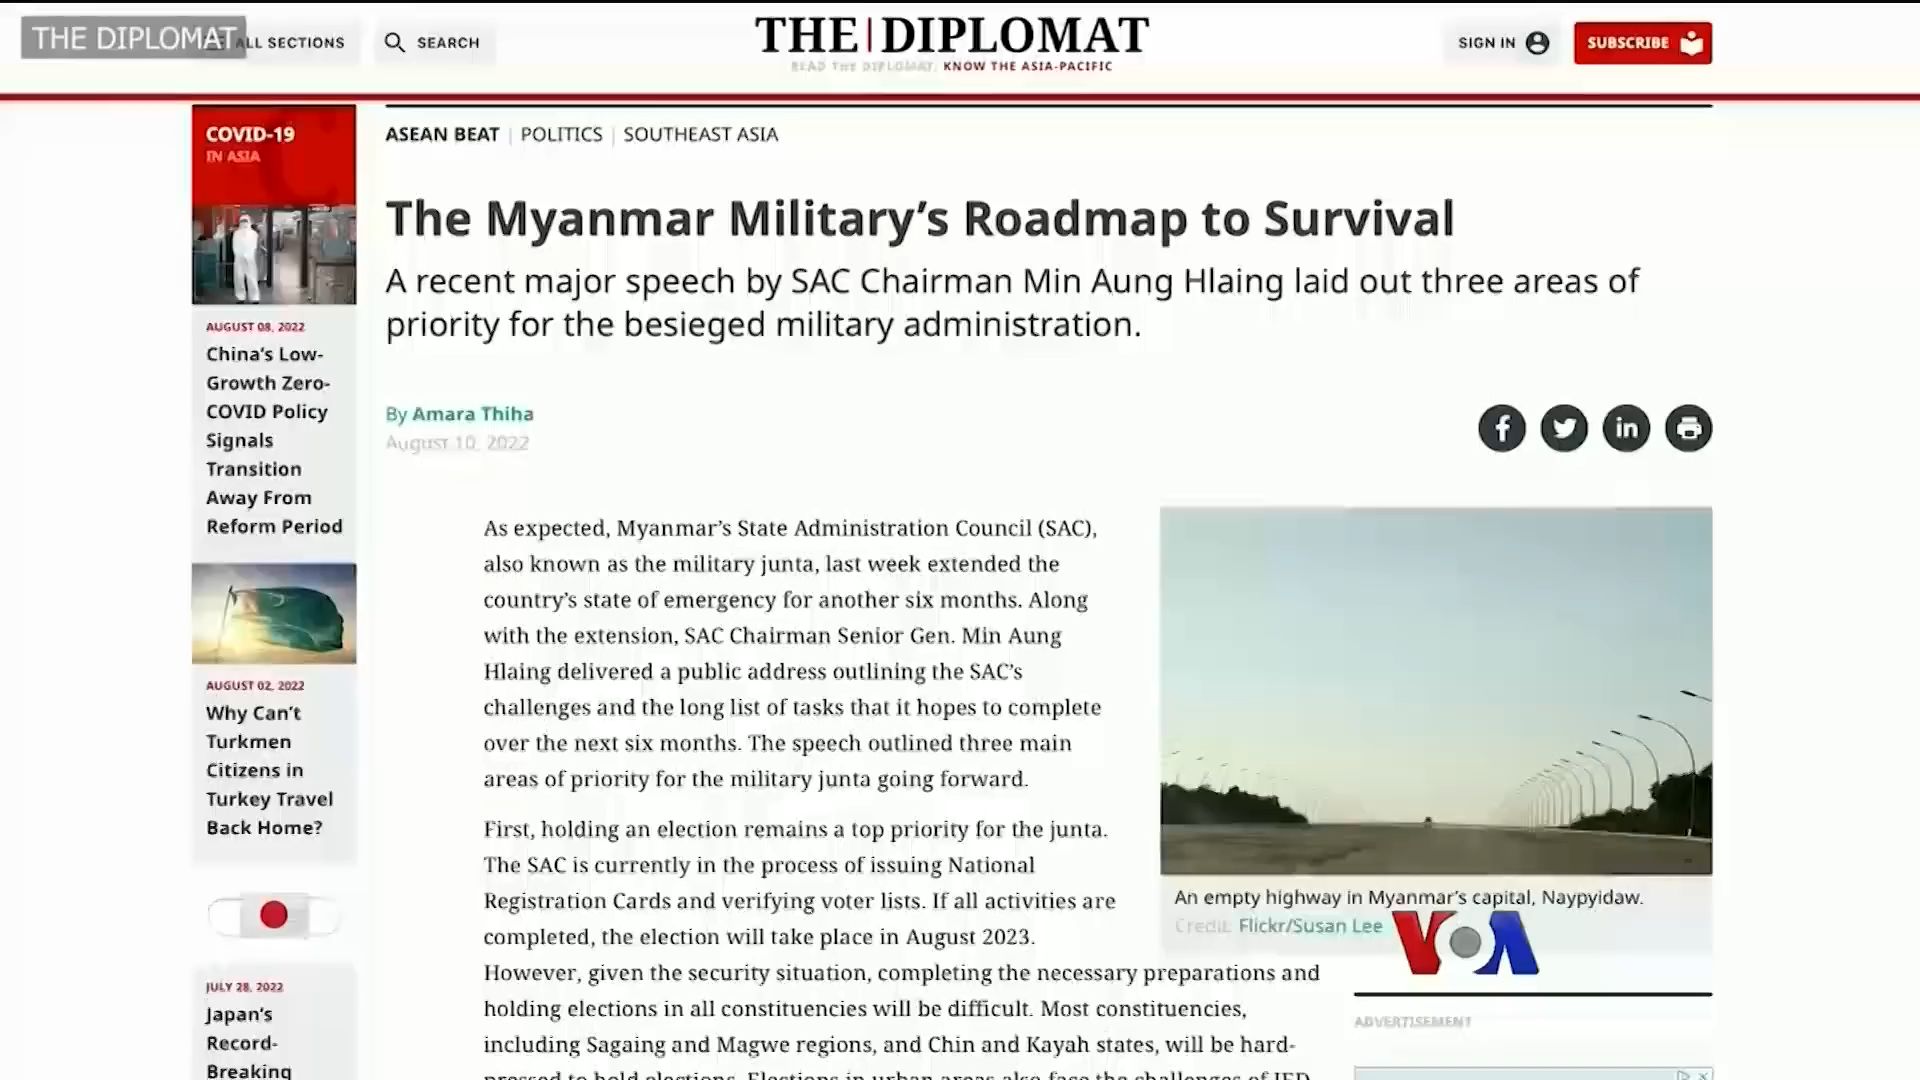 THE DIPLOMAT
ALL SECTIONS
SEARCH
THE|DIPLOMAT
READ THE DIPLOMAT, KNOW THE ASIA-PACIFIC
SIGN IN
SUBSCRIBE
COVID-19
IN ASIA
AUGUST 08, 2022
China's Low-
Growth Zero-
COVID Policy
Signals
Transition
Away From
Reform Period
AUGUST 02, 2022
Why Can't
Turkmen
Citizens in
Turkey Travel
Back Home?
JULY 28, 2022
Japan's
Record-
Breaking
ASEAN BEAT | POLITICS | SOUTHEAST ASIA
The Myanmar Military's Roadmap to Survival
A recent major speech by SAC Chairman Min Aung Hlaing laid out three areas of
priority for the besieged military administration.
By Amara Thiha
August 10, 2022
As expected, Myanmar's State Administration Council (SAC),
also known as the military junta, last week extended the
country's state of emergency for another six months. Along
with the extension, SAC Chairman Senior Gen. Min Aung
Hlaing delivered a public address outlining the SAC's
challenges and the long list of tasks that it hopes to complete
over the next six months. The speech outlined three main
areas of priority for the military junta going forward.
First, holding an election remains a top priority for the junta.
The SAC is currently in the process of issuing National
Registration Cards and verifying voter lists. If all activities are
completed, the election will take place in August 2023.
However, given the security situation, completing the necessary preparations and
holding elections in all constituencies will be difficult. Most constituencies,
including Sagaing and Magwe regions, and Chin and Kayah states, will be hard-
pressed to hold elections. Elections in urban areas also face the challenges of IED
An empty highway in Myanmar's capital, Naypyidaw.
Credit: Flickr/Susan Lee
VOA
ADVERTISEMENT